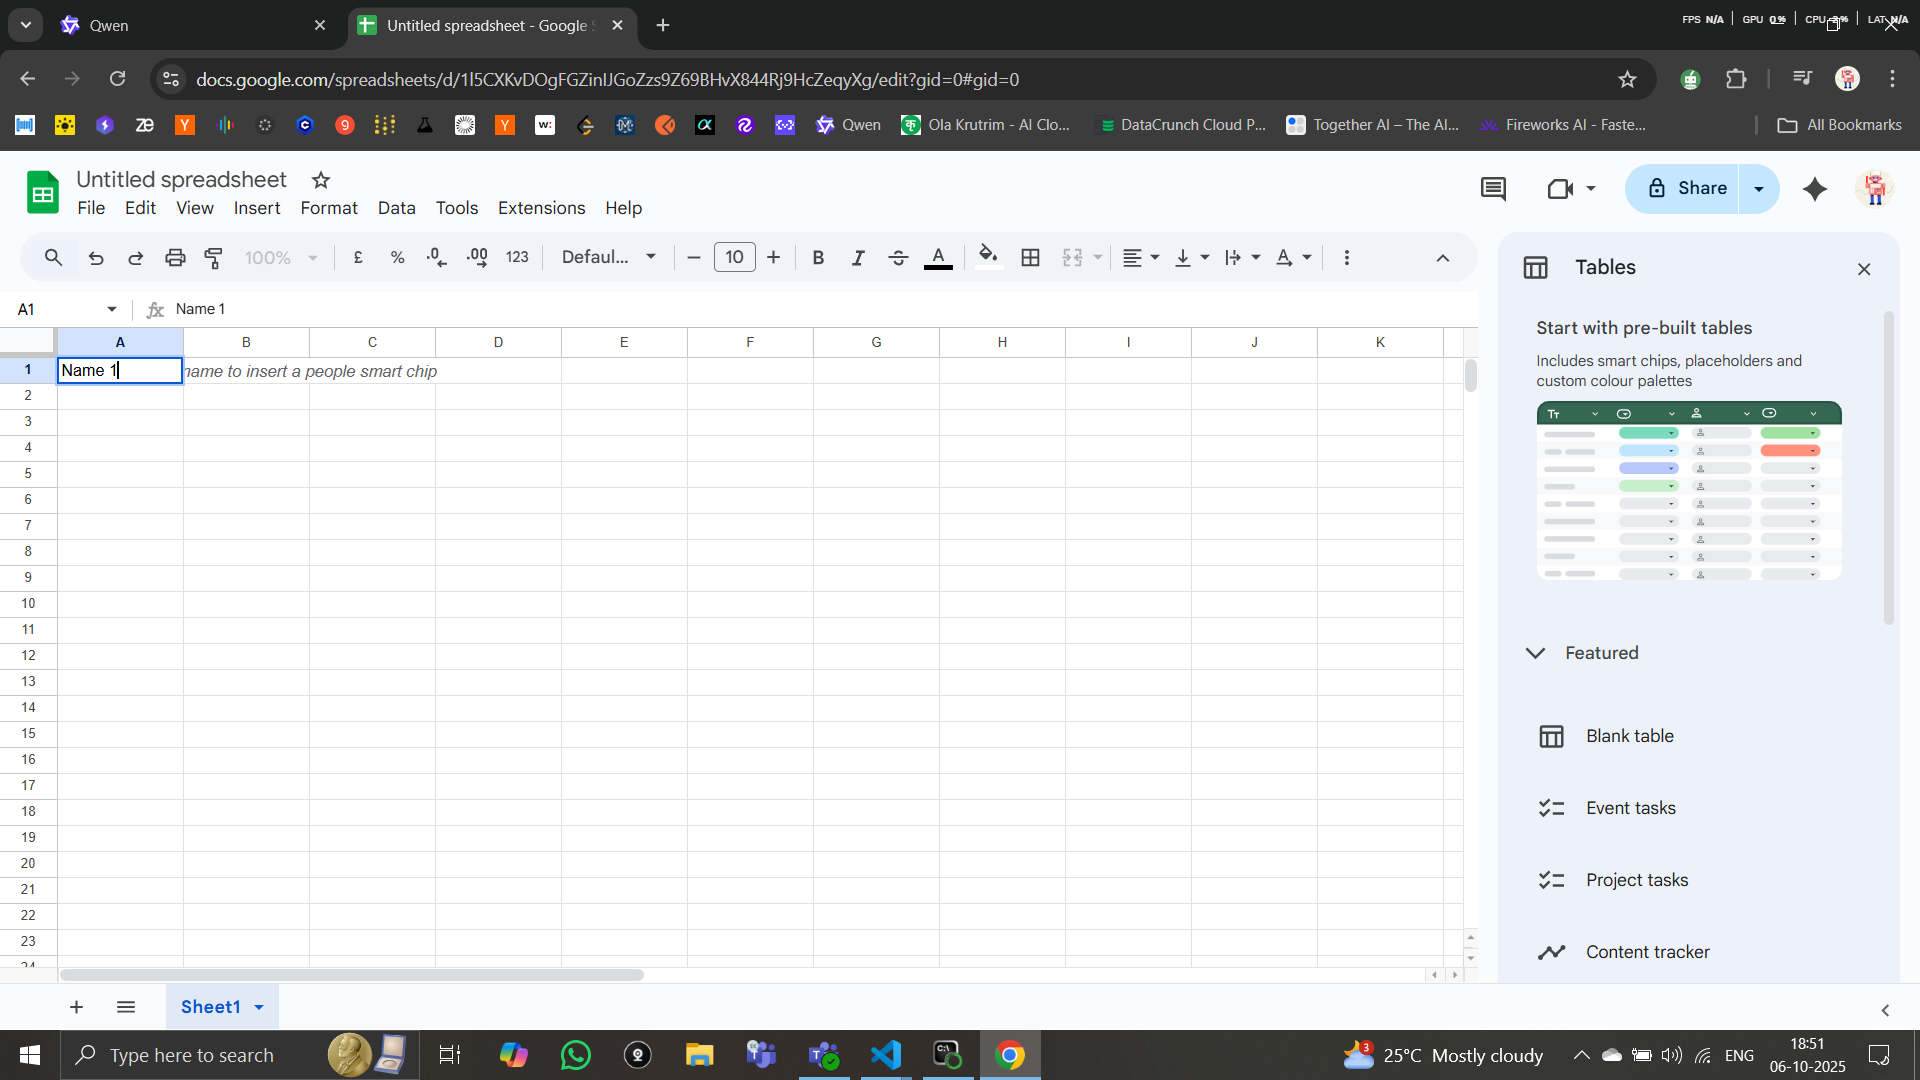 Qwen
Untitled spreadsheet - Google S
FPS N/A GPU 0% CPU 2% LAT N/A
docs.google.com/spreadsheets/d/1l5CXKvDOgFGZinIJGoZzs9Z69BHvX844Rj9HcZeqyXg/edit?gid=0#gid=0
Qwen Ola Krutrim - AI Clo... DataCrunch Cloud P... Together AI – The AI... Fireworks AI - Faste... All Bookmarks
Untitled spreadsheet
File Edit View Insert Format Data Tools Extensions Help
Share
100% £ % .0 .00 123 Defaul... 10 B I A
A1 Name 1
A B C D E F G H I J K
1 Name 1 name to insert a people smart chip
2
3
4
5
6
7
8
9
10
11
12
13
14
15
16
17
18
19
20
21
22
23
24
Tables
Start with pre-built tables
Includes smart chips, placeholders and
custom colour palettes
Featured
Blank table
Event tasks
Project tasks
Content tracker
Sheet1
Type here to search
25°C Mostly cloudy
ENG
18:51
06-10-2025